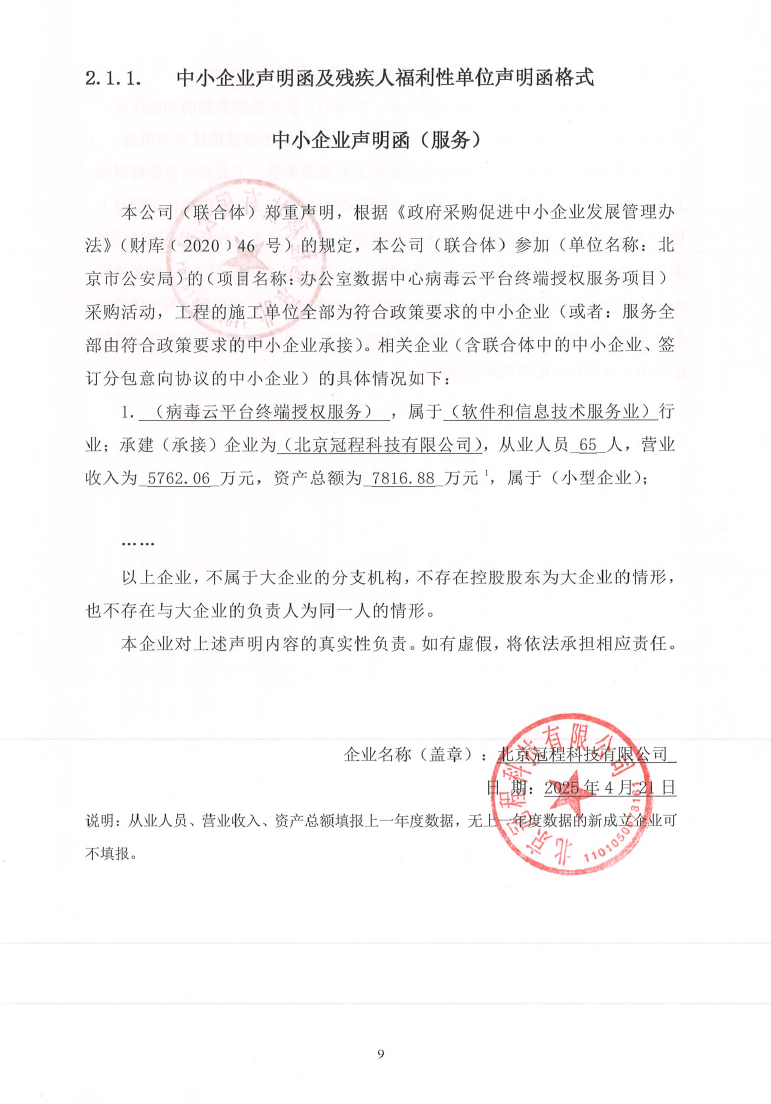 2.1.1. 中小企业声明函及残疾人福利性单位声明函格式
中小企业声明函（服务）
本公司（联合体）郑重声明，根据《政府采购促进中小企业发展管理办
法》（财库﹝2020﹞46 号）的规定，本公司（联合体）参加（单位名称：北
京市公安局）的（项目名称：办公室数据中心病毒云平台终端授权服务项目）
采购活动，工程的施工单位全部为符合政策要求的中小企业（或者：服务全
部由符合政策要求的中小企业承接）。相关企业（含联合体中的中小企业、签
订分包意向协议的中小企业）的具体情况如下：
1. （病毒云平台终端授权服务） ，属于（软件和信息技术服务业）行
业；承建（承接）企业为（北京冠程科技有限公司），从业人员 65 人，营业
收入为 5762.06 万元，资产总额为 7816.88 万元 1，属于（小型企业）；
……
以上企业，不属于大企业的分支机构，不存在控股股东为大企业的情形，
也不存在与大企业的负责人为同一人的情形。
本企业对上述声明内容的真实性负责。如有虚假，将依法承担相应责任。
企业名称（盖章）：北京冠程科技有限公司
日 期：2025 年 4 月 21 日
说明：从业人员、营业收入、资产总额填报上一年度数据，无上一年度数据的新成立企业可
不填报。
北京冠程科技有限公司
9